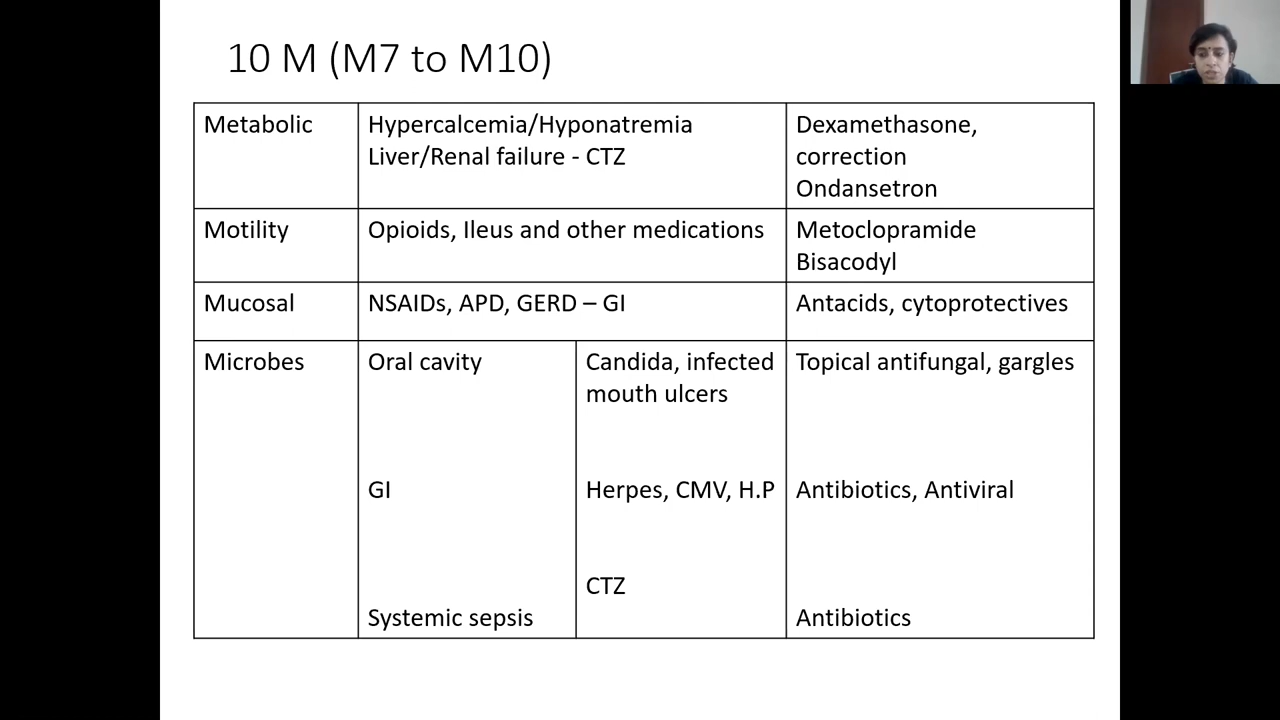 10 M (M7 to M10)
Metabolic
Hypercalcemia/Hyponatremia
Liver/Renal failure - CTZ
Dexamethasone,
correction
Ondansetron
Motility
Opioids, Ileus and other medications
Metoclopramide
Bisacodyl
Mucosal
NSAIDs, APD, GERD – GI
Antacids, cytoprotectives
Microbes
Oral cavity
Candida, infected
mouth ulcers
Topical antifungal, gargles
GI
Herpes, CMV, H.P
Antibiotics, Antiviral
CTZ
Systemic sepsis
Antibiotics